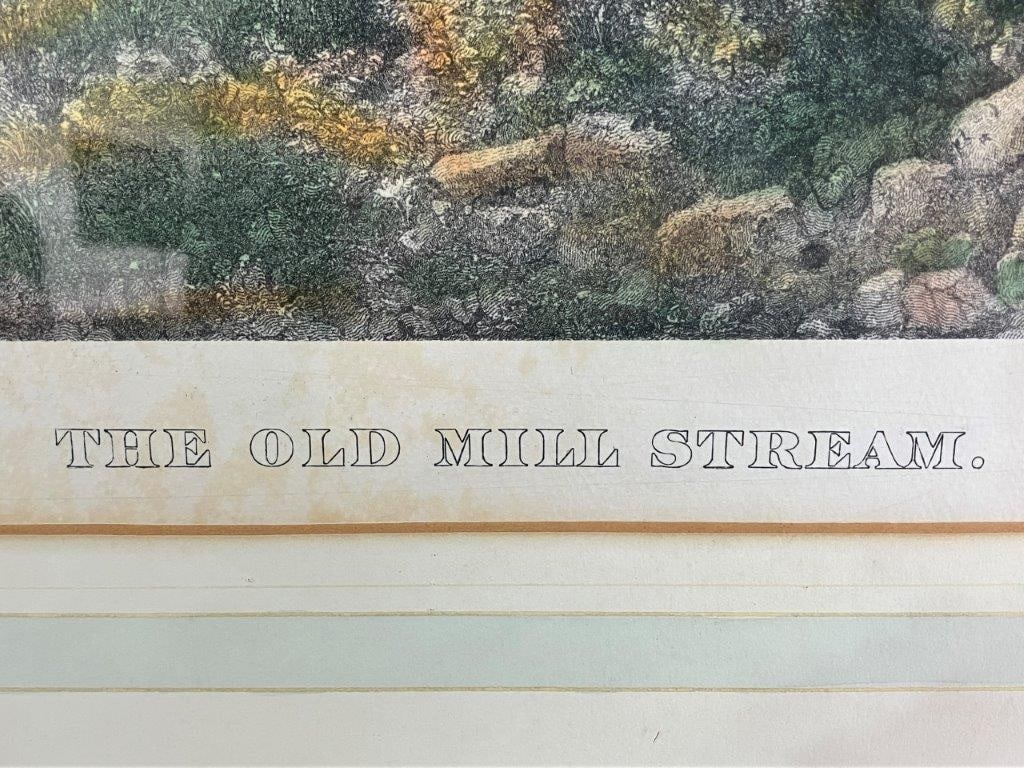 THE OLD MILL STREAM.